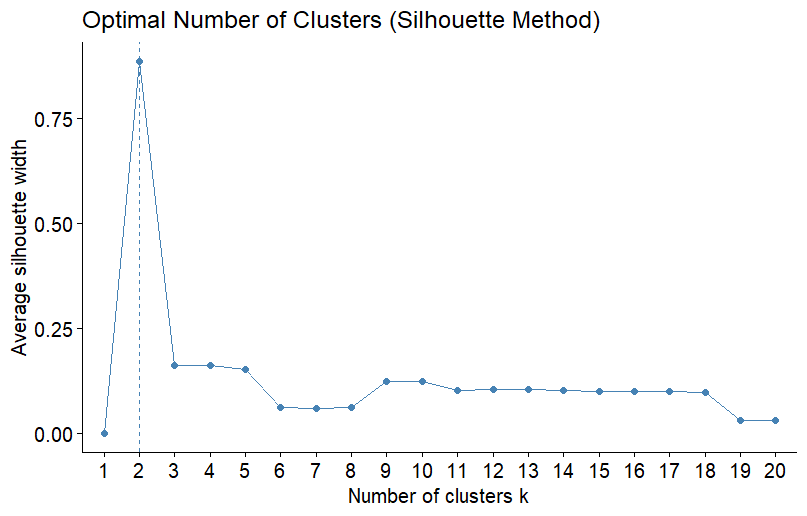 Optimal Number of Clusters (Silhouette Method)
Average silhouette width
0.75
0.50
0.25
0.00
1 2 3 4 5 6 7 8 9 10 11 12 13 14 15 16 17 18 19 20
Number of clusters k